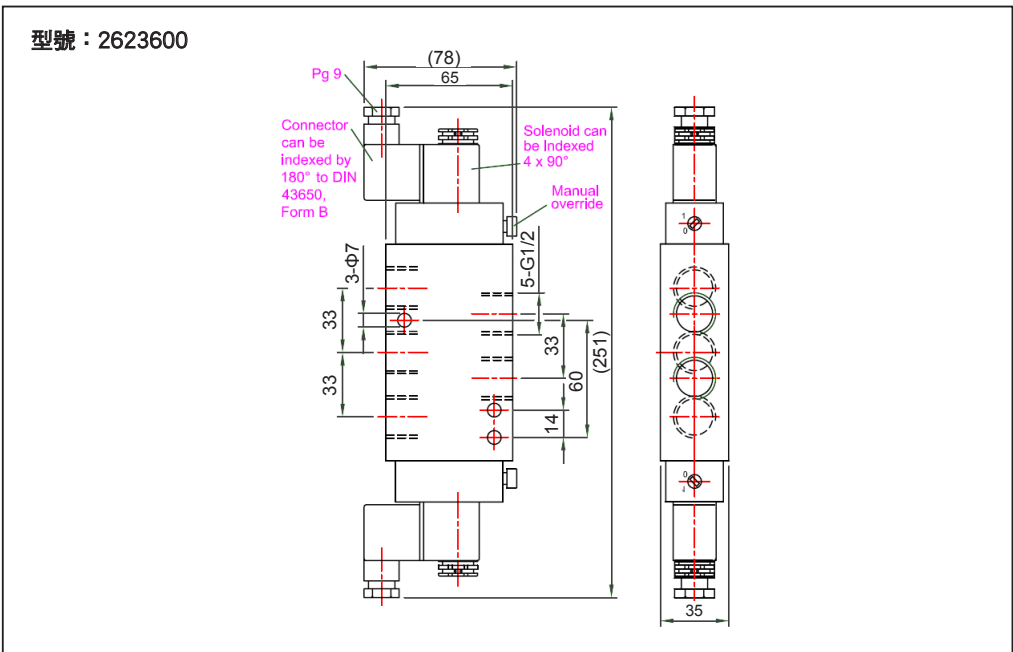 型號：2623600
(78)
65
Pg 9
Connector
can be
indexed by
180° to DIN
43650,
Form B
Solenoid can
be Indexed
4 x 90°
Manual
override
3-Φ7
5-G1/2
33
33
33
60
14
(251)
1
0
0
35